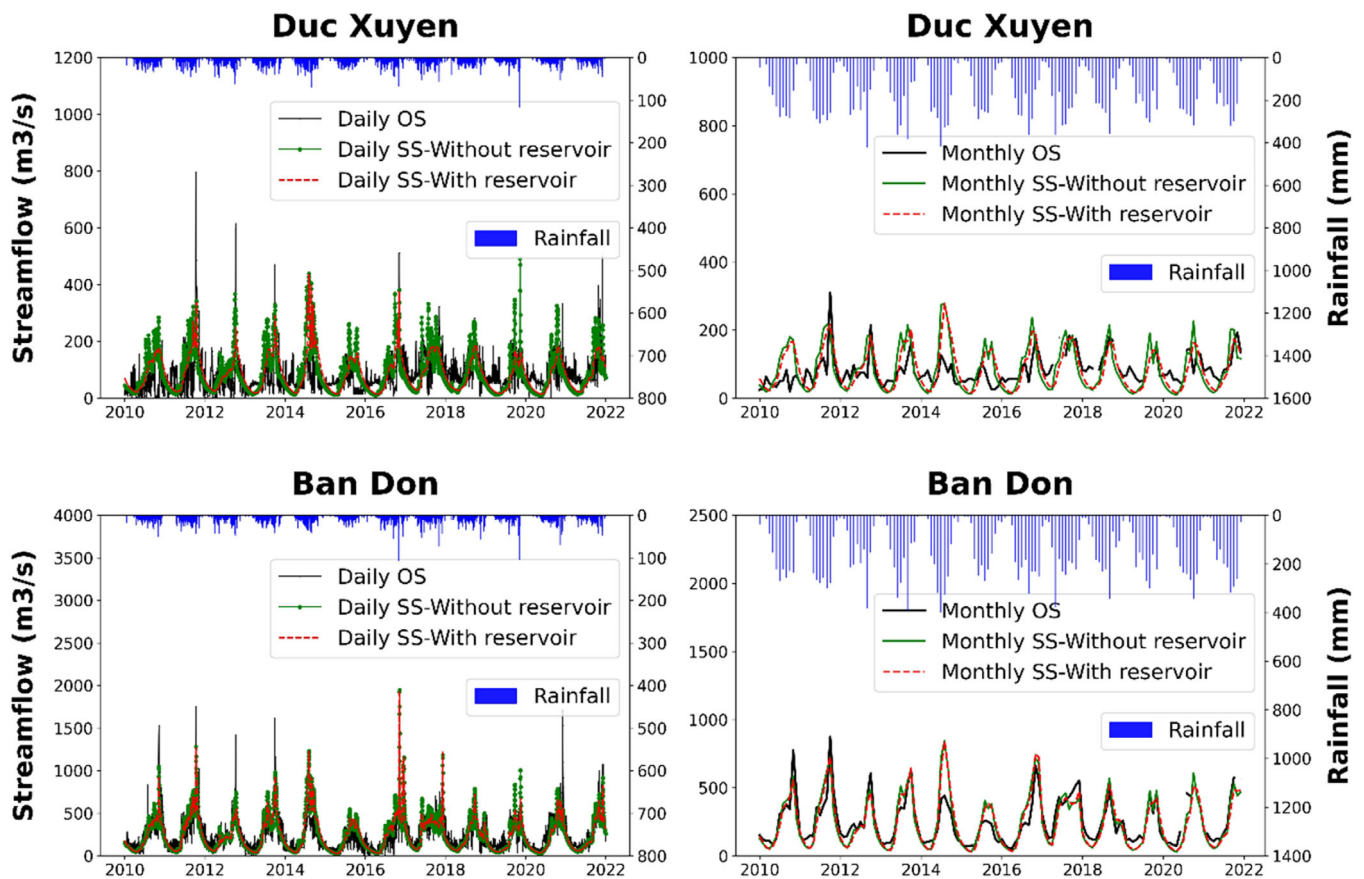 Duc Xuyen
Streamflow (m3/s)
1200
1000
800
600
400
200
0
0
100
200
300
400
500
600
700
800
Daily OS
Daily SS-Without reservoir
Daily SS-With reservoir
Rainfall
2010 2012 2014 2016 2018 2020 2022
Duc Xuyen
1000
800
600
400
200
0
0
200
400
600
800
1000
1200
1400
1600
Rainfall (mm)
Monthly OS
Monthly SS-Without reservoir
Monthly SS-With reservoir
Rainfall
2010 2012 2014 2016 2018 2020 2022
Ban Don
Streamflow (m3/s)
4000
3500
3000
2500
2000
1500
1000
500
0
0
100
200
300
400
500
600
700
800
Daily OS
Daily SS-Without reservoir
Daily SS-With reservoir
Rainfall
2010 2012 2014 2016 2018 2020 2022
Ban Don
2500
2000
1500
1000
500
0
0
200
400
600
800
1000
1200
1400
Rainfall (mm)
Monthly OS
Monthly SS-Without reservoir
Monthly SS-With reservoir
Rainfall
2010 2012 2014 2016 2018 2020 2022